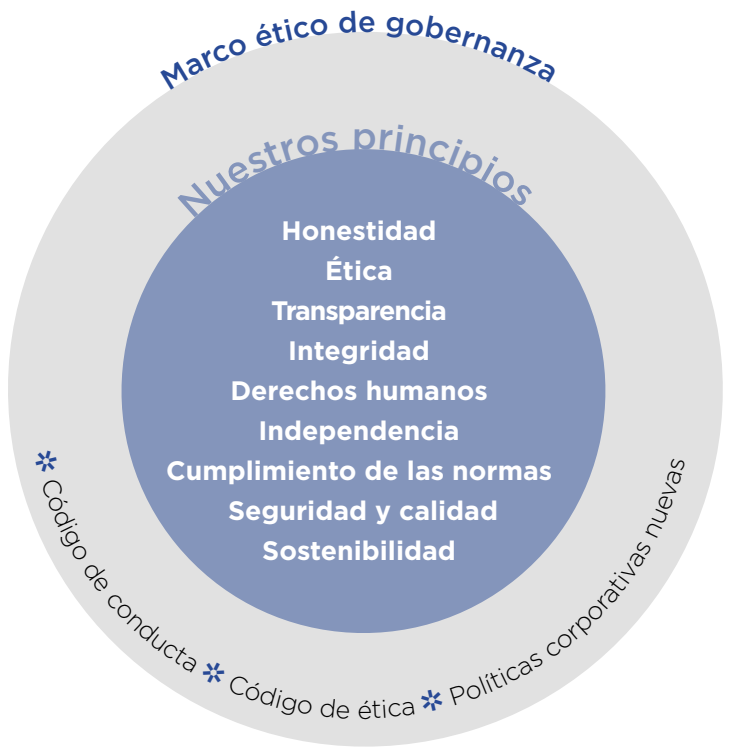 Marco ético de gobernanza
Nuestros principios
Honestidad
Ética
Transparencia
Integridad
Derechos humanos
Independencia
Cumplimiento de las normas
Seguridad y calidad
Sostenibilidad
✲ Código de conducta ✲ Código de ética ✲ Políticas corporativas nuevas